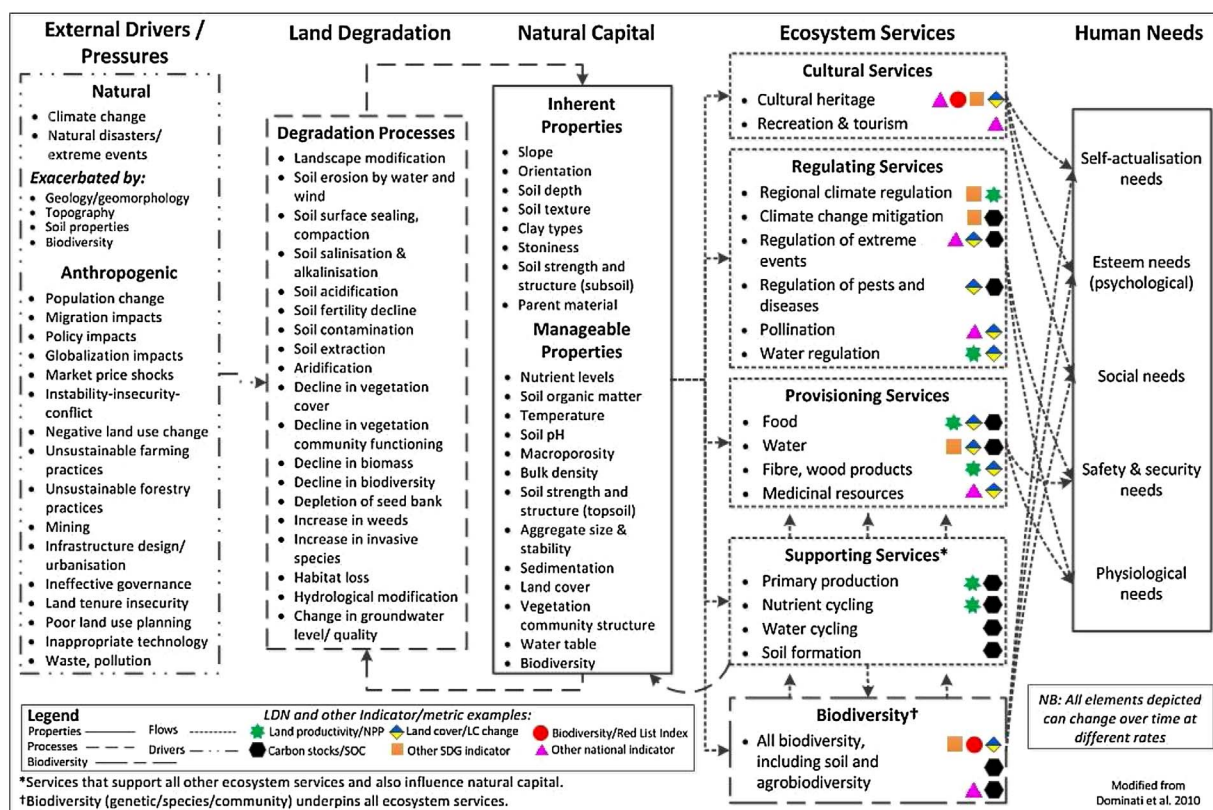 External Drivers /
Pressures
Natural
• Climate change
• Natural disasters/
extreme events
Exacerbated by:
• Geology/geomorphology
• Topography
• Soil properties
• Biodiversity
Anthropogenic
• Population change
• Migration impacts
• Policy impacts
• Globalization impacts
• Market price shocks
• Instability-insecurity-
conflict
• Negative land use change
• Unsustainable farming
practices
• Unsustainable forestry
practices
• Mining
• Infrastructure design/
urbanisation
• Ineffective governance
• Land tenure insecurity
• Poor land use planning
• Inappropriate technology
• Waste, pollution
Land Degradation
Degradation Processes
• Landscape modification
• Soil erosion by water and
wind
• Soil surface sealing,
compaction
• Soil salinisation &
alkalinisation
• Soil acidification
• Soil fertility decline
• Soil contamination
• Soil extraction
• Aridification
• Decline in vegetation
cover
• Decline in vegetation
community functioning
• Decline in biomass
• Decline in biodiversity
• Depletion of seed bank
• Increase in weeds
• Increase in invasive
species
• Habitat loss
• Hydrological modification
• Change in groundwater
level/ quality
Natural Capital
Inherent
Properties
• Slope
• Orientation
• Soil depth
• Soil texture
• Clay types
• Stoniness
• Soil strength and
structure (subsoil)
• Parent material
Manageable
Properties
• Nutrient levels
• Soil organic matter
• Temperature
• Soil pH
• Macroporosity
• Bulk density
• Soil strength and
structure (topsoil)
• Aggregate size &
stability
• Sedimentation
• Land cover
• Vegetation
community structure
• Water table
• Biodiversity
Ecosystem Services
Cultural Services
• Cultural heritage
• Recreation & tourism
Regulating Services
• Regional climate regulation
• Climate change mitigation
• Regulation of extreme
events
• Regulation of pests and
diseases
• Pollination
• Water regulation
Provisioning Services
• Food
• Water
• Fibre, wood products
• Medicinal resources
Supporting Services*
• Primary production
• Nutrient cycling
• Water cycling
• Soil formation
Biodiversity†
• All biodiversity,
including soil and
agrobiodiversity
Human Needs
Self-actualisation
needs
Esteem needs
(psychological)
Social needs
Safety & security
needs
Physiological
needs
NB: All elements depicted
can change over time at
different rates
Legend
Properties
Processes
Biodiversity
Flows
Drivers
LDN and other Indicator/metric examples:
Land productivity/NPP
Land cover/LC change
Biodiversity/Red List Index
Carbon stocks/SOC
Other SDG indicator
Other national indicator
*Services that support all other ecosystem services and also influence natural capital.
†Biodiversity (genetic/species/community) underpins all ecosystem services.
Modified from
Dominati et al. 2010